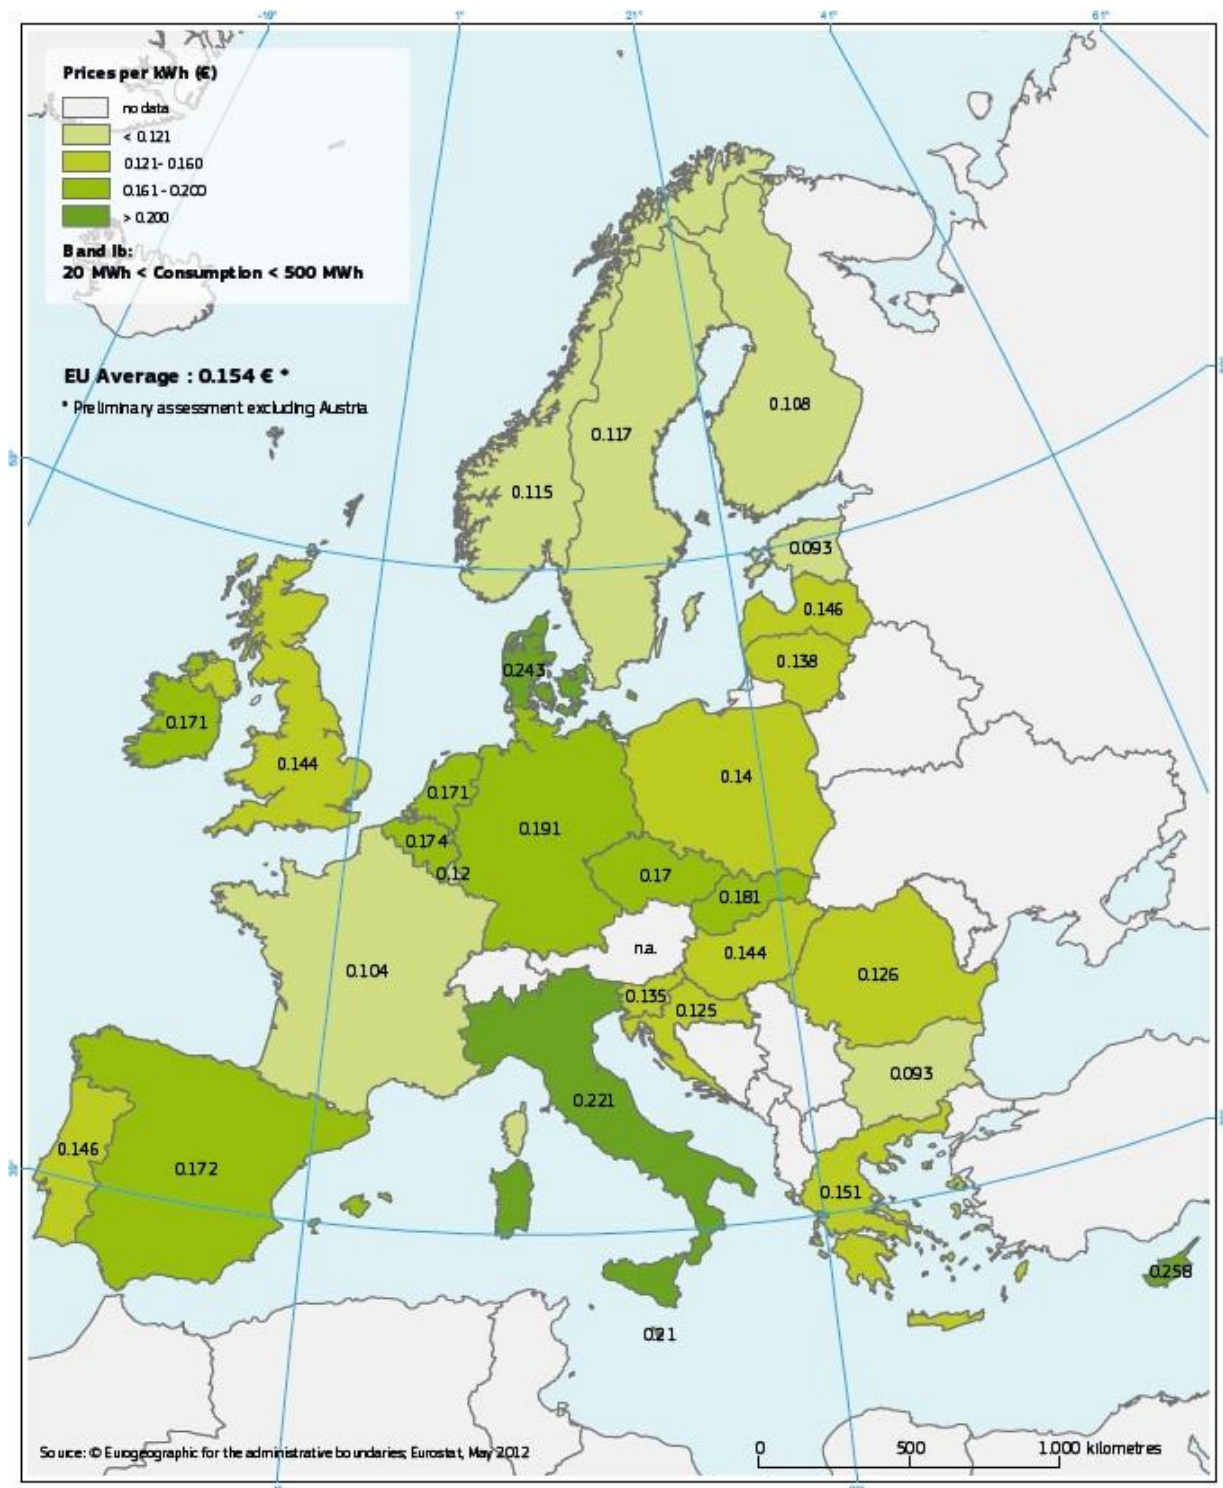 -19° 1° 21° 41° 61°
Prices per kWh (€)
no data
< 0.121
0.121- 0.160
0.161 - 0.200
> 0.200
Band Ib:
20 MWh < Consumption < 500 MWh
EU Average : 0.154 € *
* Preliminary assessment excluding Austria
0.108
0.117
0.115
0.093
0.146
0.138
0.243
0.171
0.144
0.14
0.171
0.191
0.174
0.12
0.17
0.181
n.a.
0.144
0.104
0.126
0.135
0.125
0.093
0.221
0.146
0.172
0.151
0.258
0.21
Source: © Eurogeographic for the administrative boundaries; Eurostat, May 2012
0 500 1.000 kilometres